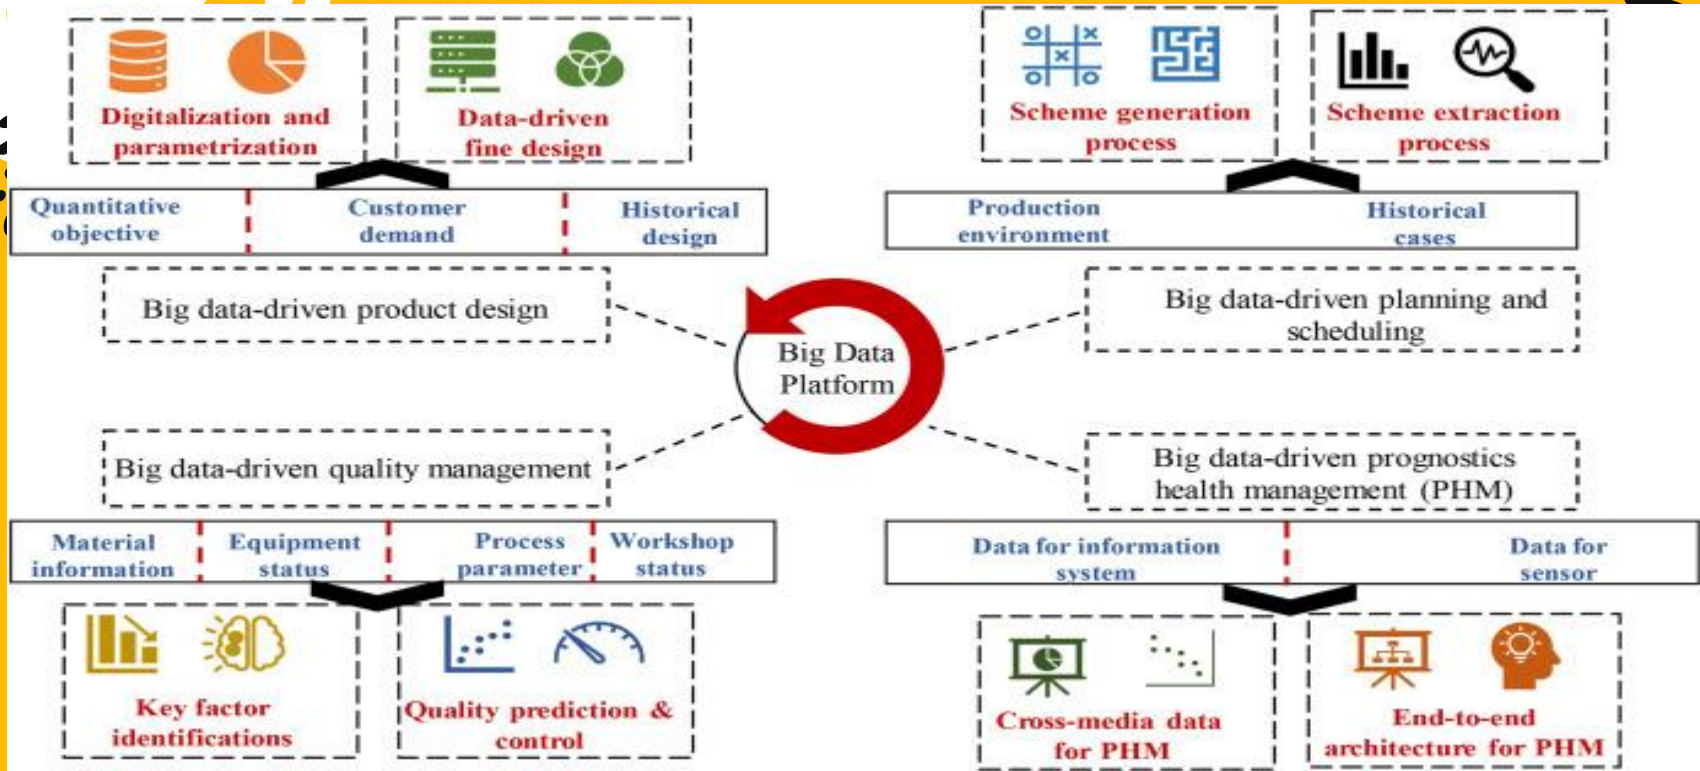 Digitalization and
parametrization
Data-driven
fine design
Quantitative
objective
Customer
demand
Historical
design
Big data-driven product design
Scheme generation
process
Scheme extraction
process
Production
environment
Historical
cases
Big data-driven planning and
scheduling
Big Data
Platform
Big data-driven quality management
Material
information
Equipment
status
Process
parameter
Workshop
status
Key factor
identifications
Quality prediction &
control
Big data-driven prognostics
health management (PHM)
Data for information
system
Data for
sensor
Cross-media data
for PHM
End-to-end
architecture for PHM